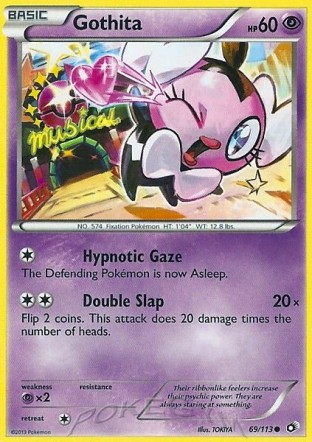 BASIC
Gothita
HP60
musical
NO. 574 Fixation Pokémon HT: 1'04" WT: 12.8 lbs.
Hypnotic Gaze
The Defending Pokémon is now Asleep.
Double Slap 20×
Flip 2 coins. This attack does 20 damage times
the number of heads.
weakness resistance
×2
retreat
Their ribbonlike feelers increase
their psychic power. They are
always staring at something.
POKÉ
©2013 Pokémon
Illus. TOKIYA
69/113